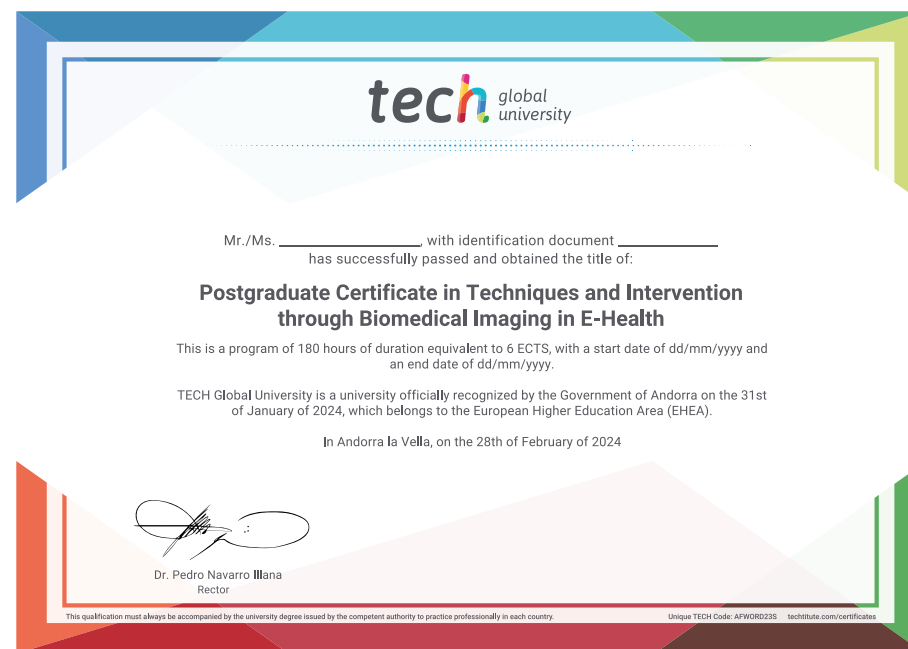 tech global university
Mr./Ms. ____________, with identification document ____________
has successfully passed and obtained the title of:
Postgraduate Certificate in Techniques and Intervention
through Biomedical Imaging in E-Health
This is a program of 180 hours of duration equivalent to 6 ECTS, with a start date of dd/mm/yyyy and
an end date of dd/mm/yyyy.
TECH Global University is a university officially recognized by the Government of Andorra on the 31st
of January of 2024, which belongs to the European Higher Education Area (EHEA).
In Andorra la Vella, on the 28th of February of 2024
Dr. Pedro Navarro Illana
Rector
This qualification must always be accompanied by the university degree issued by the competent authority to practice professionally in each country.
Unique TECH Code: AFWORD23S techtitute.com/certificates